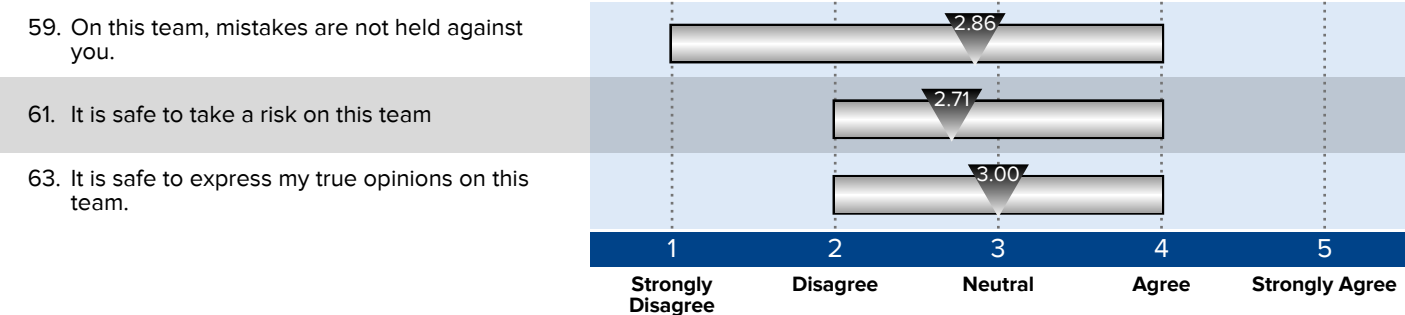 59. On this team, mistakes are not held against
you.
2.86
61. It is safe to take a risk on this team
2.71
63. It is safe to express my true opinions on this
team.
3.00
1 2 3 4 5
Strongly Disagree Neutral Agree Strongly Agree
Disagree